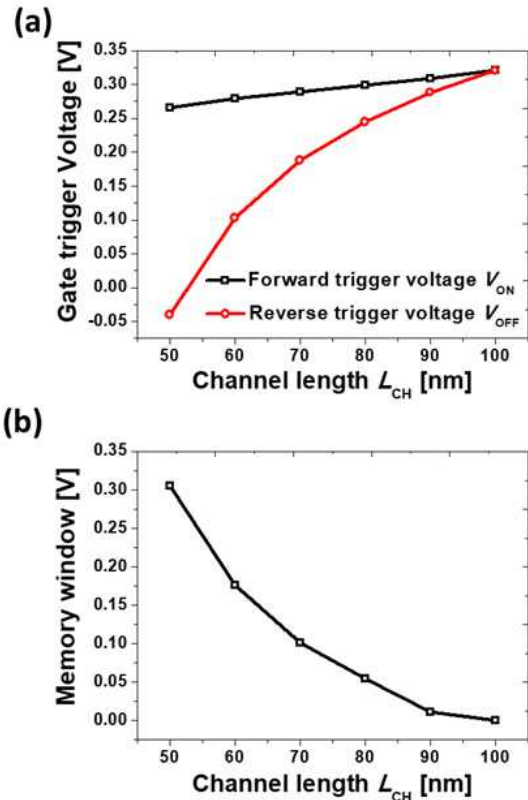 (a)
Gate trigger Voltage [V]
0.35
0.30
0.25
0.20
0.15
0.10
0.05
0.00
-0.05
Forward trigger voltage VON
Reverse trigger voltage VOFF
50 60 70 80 90 100
Channel length LCH [nm]
(b)
Memory window [V]
0.35
0.30
0.25
0.20
0.15
0.10
0.05
0.00
50 60 70 80 90 100
Channel length LCH [nm]